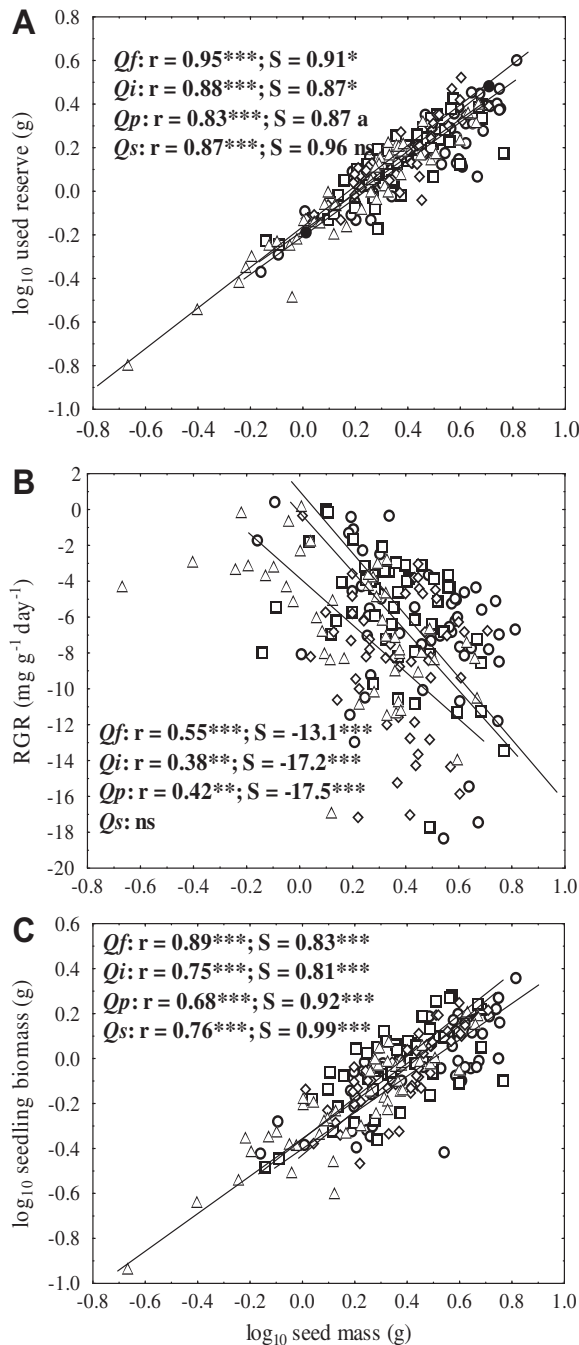 A
Qf: r = 0.95***; S = 0.91*
Qi: r = 0.88***; S = 0.87*
Qp: r = 0.83***; S = 0.87 a
Qs: r = 0.87***; S = 0.96 ns
log10 used reserve (g)
0.8
0.6
0.4
0.2
0.0
-0.2
-0.4
-0.6
-0.8
-1.0
-0.8 -0.6 -0.4 -0.2 0.0 0.2 0.4 0.6 0.8 1.0
B
RGR (mg g-1 day-1)
2
0
-2
-4
-6
-8
-10
-12
-14
-16
-18
-20
Qf: r = 0.55***; S = -13.1***
Qi: r = 0.38**; S = -17.2***
Qp: r = 0.42**; S = -17.5***
Qs: ns
-0.8 -0.6 -0.4 -0.2 0.0 0.2 0.4 0.6 0.8 1.0
C
Qf: r = 0.89***; S = 0.83***
Qi: r = 0.75***; S = 0.81***
Qp: r = 0.68***; S = 0.92***
Qs: r = 0.76***; S = 0.99***
log10 seedling biomass (g)
0.6
0.4
0.2
0.0
-0.2
-0.4
-0.6
-0.8
-1.0
-0.8 -0.6 -0.4 -0.2 0.0 0.2 0.4 0.6 0.8 1.0
log10 seed mass (g)